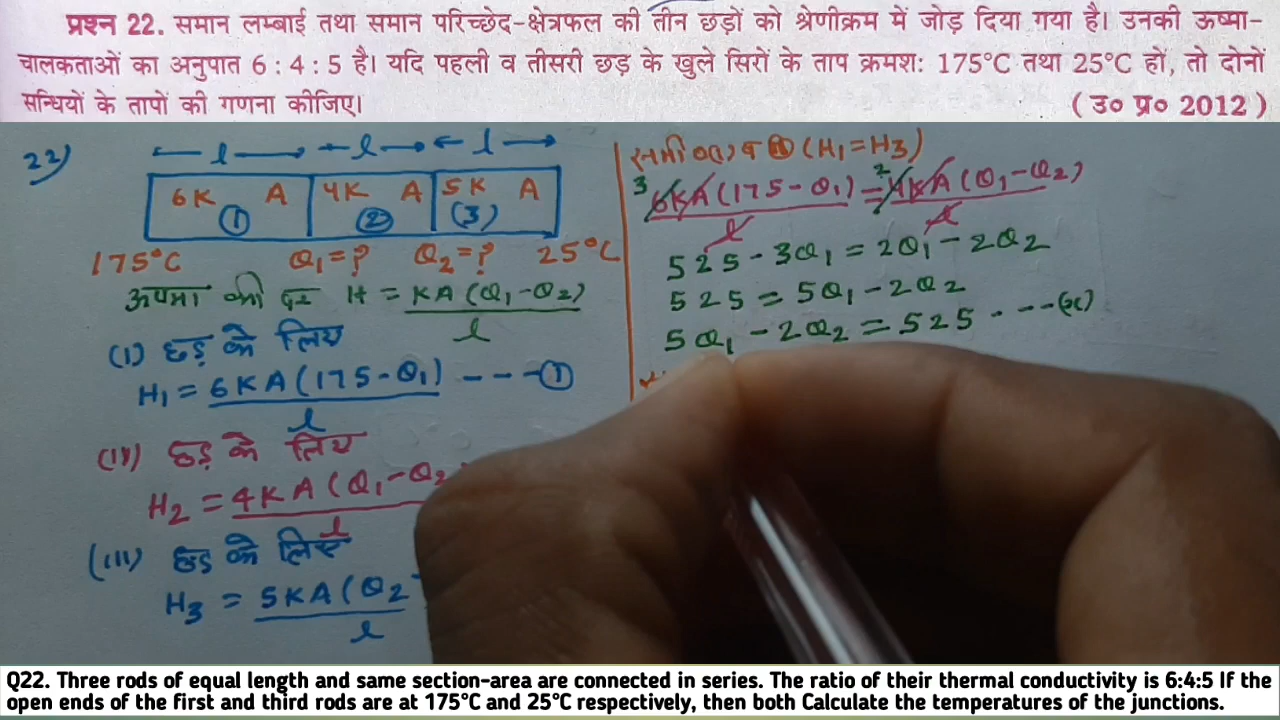 प्रश्न 22. समान लम्बाई तथा समान परिच्छेद-क्षेत्रफल की तीन छड़ों को श्रेणीक्रम में जोड़ दिया गया है। उनकी ऊष्मा-
चालकताओं का अनुपात 6 : 4 : 5 है। यदि पहली व तीसरी छड़ के खुले सिरों के ताप क्रमश: 175°C तथा 25°C हों, तो दोनों
सन्धियों के तापों की गणना कीजिए।
( उ० प्र० 2012 )
22)
l l l
6K A 4K A 5K A
① ② (3)
175°C θ1=? θ2=? 25°C
ऊष्मा की दर H = KA(θ1-θ2)
l
(I) छड़ के लिय
H1 = 6KA(175-θ1) --- ①
l
(II) छड़ के लिय
H2 = 4KA(θ1-θ2
l
(III) छड़ के लिए
H3 = 5KA(θ2
l
समी० (1) व (H1=H3)
3 6KA(175-θ1) = 2 4KA(θ1-θ2)
l l
525-3θ1 = 2θ1-2θ2
525 = 5θ1-2θ2
5θ1-2θ2 = 525 ---(x)
Q22. Three rods of equal length and same section-area are connected in series. The ratio of their thermal conductivity is 6:4:5 If the
open ends of the first and third rods are at 175°C and 25°C respectively, then both Calculate the temperatures of the junctions.